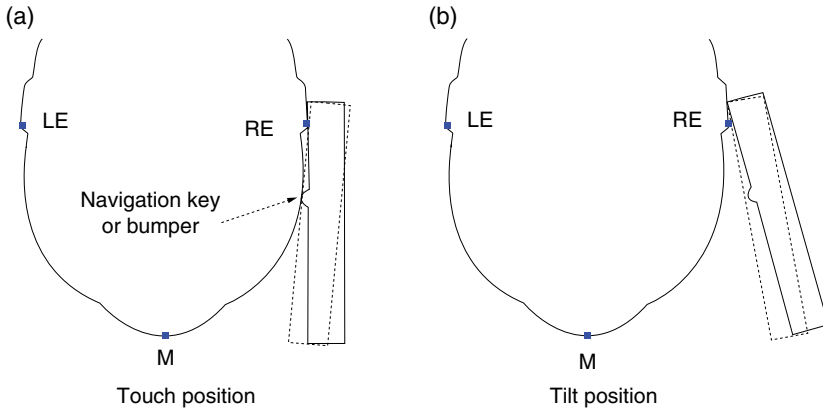 (a)
LE
RE
Navigation key
or bumper
M
Touch position
(b)
LE
RE
M
Tilt position